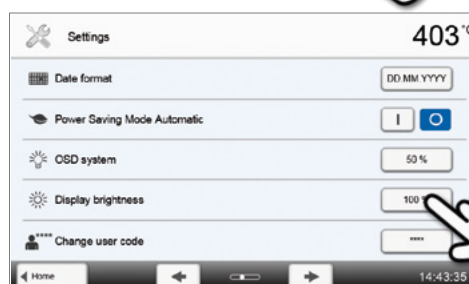 Settings 403 °
Date format DD.MM.YYYY
Power Saving Mode Automatic I O
OSD system 50 %
Display brightness 100
**** Change user code ****
Home 14:43:35